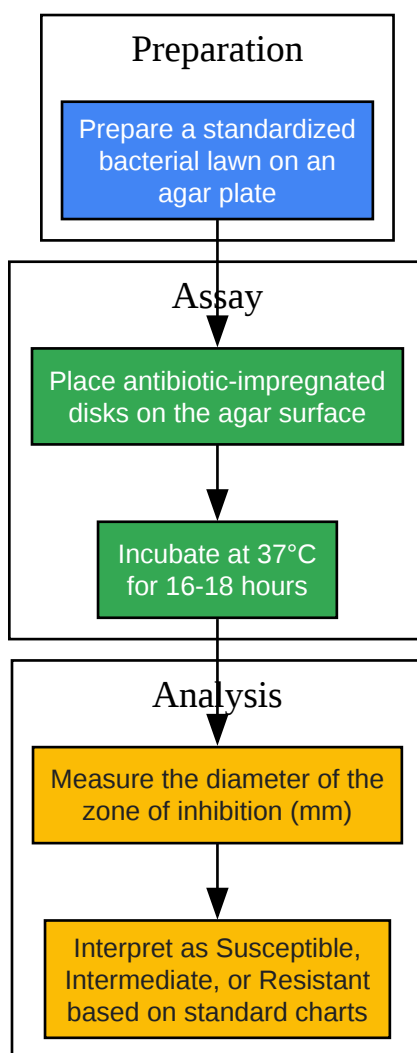 Preparation
Prepare a standardized
bacterial lawn on an
agar plate
Assay
Place antibiotic-impregnated
disks on the agar surface
Incubate at 37°C
for 16-18 hours
Analysis
Measure the diameter of the
zone of inhibition (mm)
Interpret as Susceptible,
Intermediate, or Resistant
based on standard charts